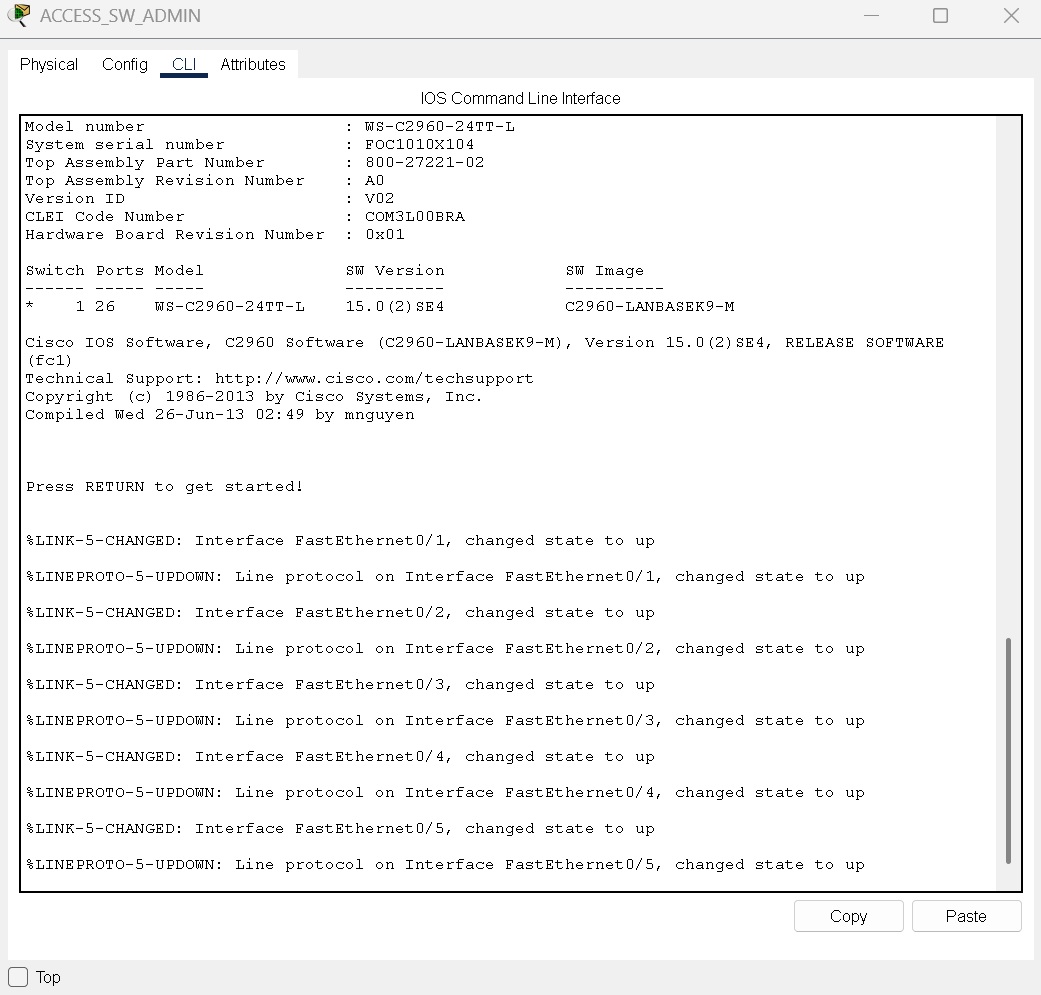 ACCESS_SW_ADMIN
Physical Config CLI Attributes
IOS Command Line Interface
Model number : WS-C2960-24TT-L
System serial number : FOC1010X104
Top Assembly Part Number : 800-27221-02
Top Assembly Revision Number : A0
Version ID : V02
CLEI Code Number : COM3L00BRA
Hardware Board Revision Number : 0x01
Switch Ports Model SW Version SW Image
------ ----- ----- ---------- ----------
* 1 26 WS-C2960-24TT-L 15.0(2)SE4 C2960-LANBASEK9-M
Cisco IOS Software, C2960 Software (C2960-LANBASEK9-M), Version 15.0(2)SE4, RELEASE SOFTWARE
(fc1)
Technical Support: http://www.cisco.com/techsupport
Copyright (c) 1986-2013 by Cisco Systems, Inc.
Compiled Wed 26-Jun-13 02:49 by mnguyen
Press RETURN to get started!
%LINK-5-CHANGED: Interface FastEthernet0/1, changed state to up
%LINEPROTO-5-UPDOWN: Line protocol on Interface FastEthernet0/1, changed state to up
%LINK-5-CHANGED: Interface FastEthernet0/2, changed state to up
%LINEPROTO-5-UPDOWN: Line protocol on Interface FastEthernet0/2, changed state to up
%LINK-5-CHANGED: Interface FastEthernet0/3, changed state to up
%LINEPROTO-5-UPDOWN: Line protocol on Interface FastEthernet0/3, changed state to up
%LINK-5-CHANGED: Interface FastEthernet0/4, changed state to up
%LINEPROTO-5-UPDOWN: Line protocol on Interface FastEthernet0/4, changed state to up
%LINK-5-CHANGED: Interface FastEthernet0/5, changed state to up
%LINEPROTO-5-UPDOWN: Line protocol on Interface FastEthernet0/5, changed state to up
Copy Paste
Top